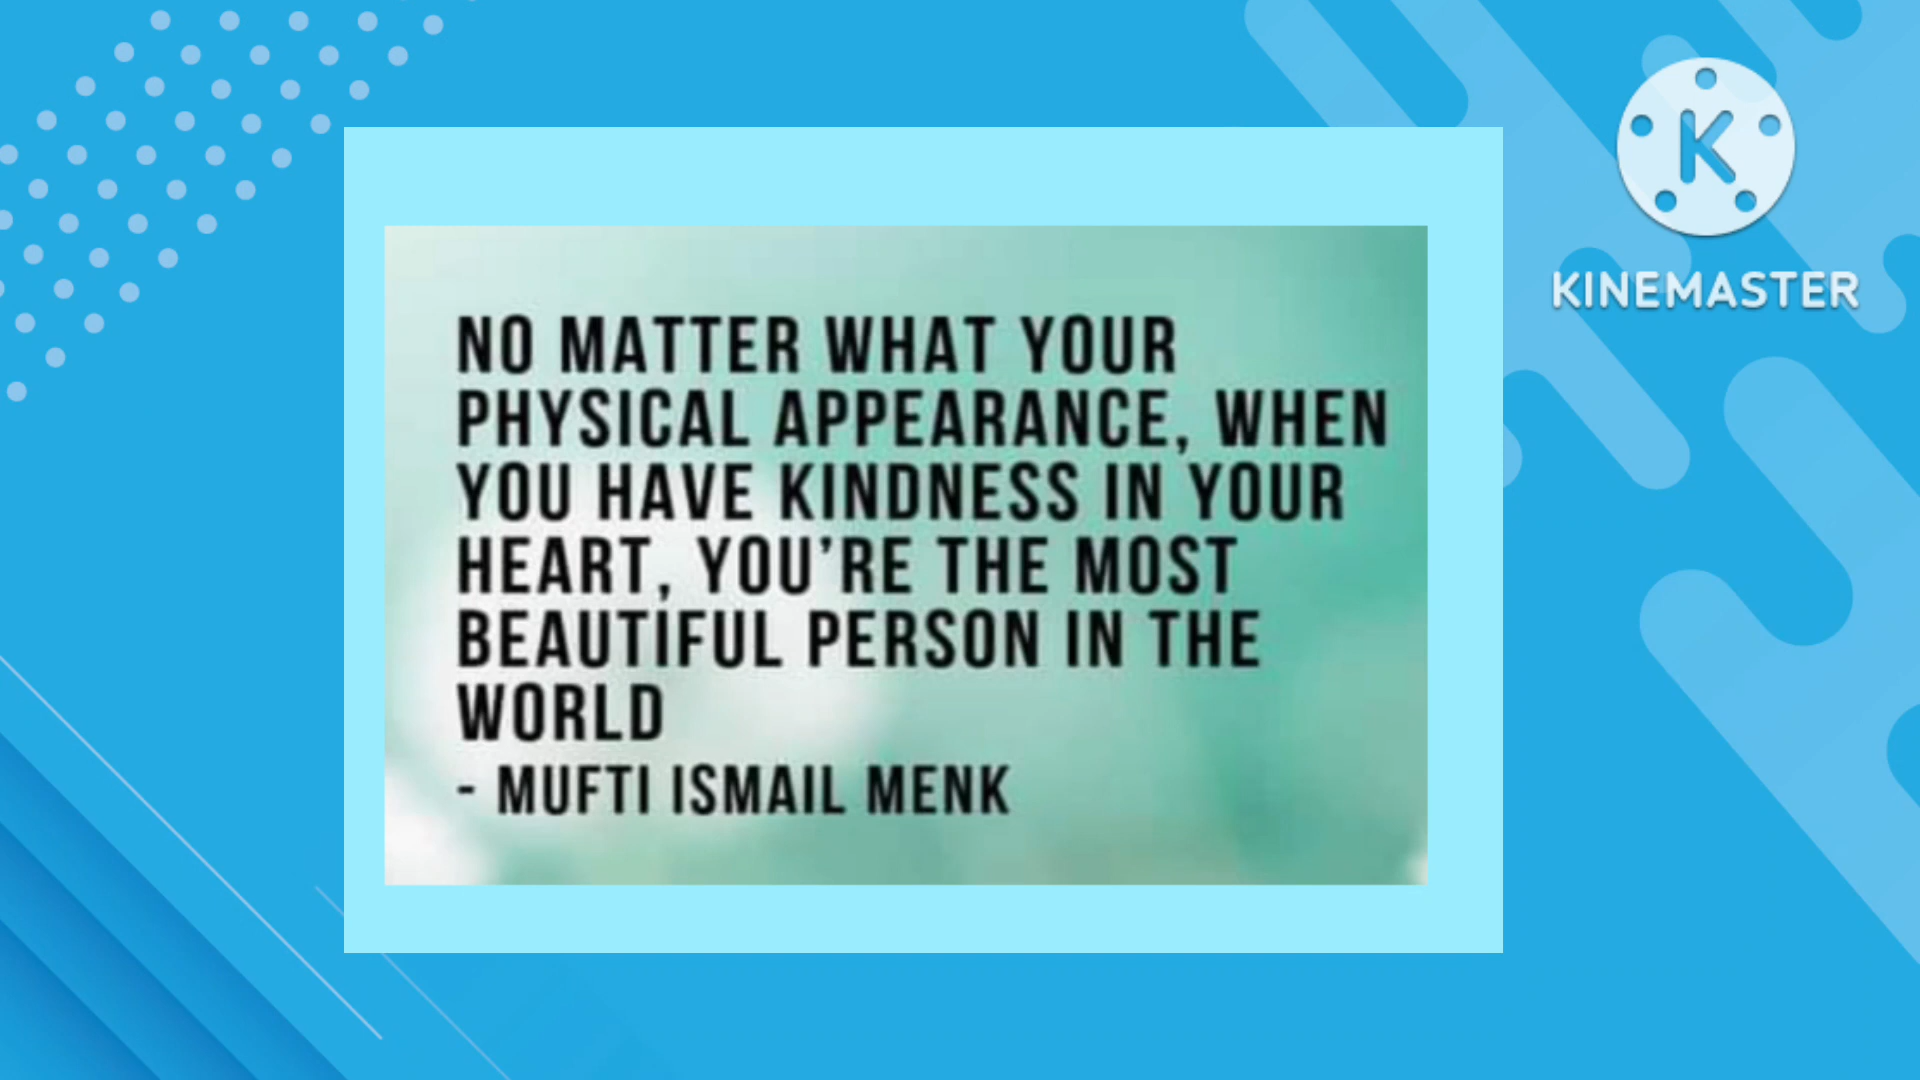 NO MATTER WHAT YOUR
PHYSICAL APPEARANCE, WHEN
YOU HAVE KINDNESS IN YOUR
HEART, YOU'RE THE MOST
BEAUTIFUL PERSON IN THE
WORLD
- MUFTI ISMAIL MENK
K
KINEMASTER